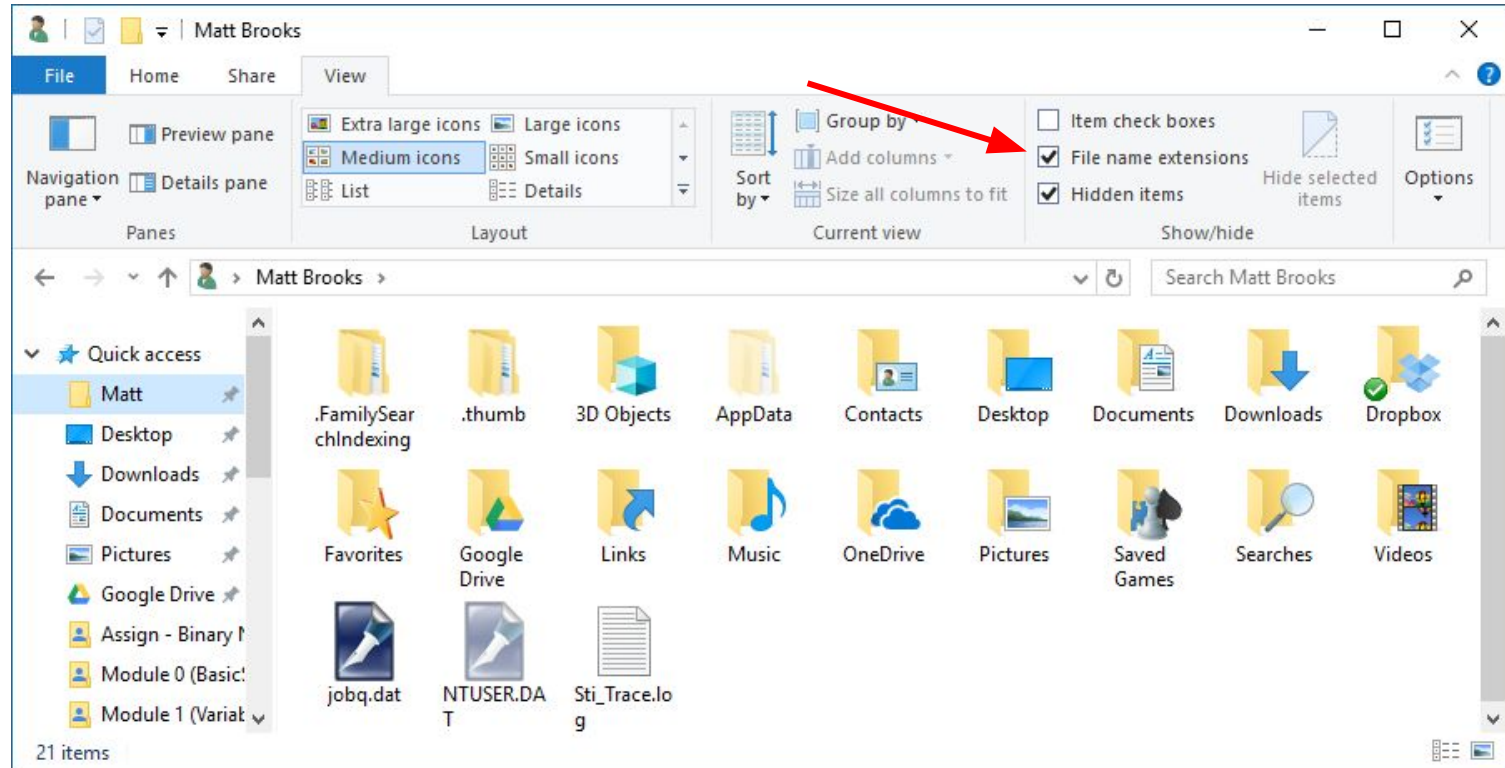 Matt Brooks
File Home Share View
Navigation pane
Preview pane
Details pane
Panes
Extra large icons Large icons
Medium icons Small icons
List Details
Layout
Sort by
Group by
Add columns
Size all columns to fit
Current view
Item check boxes
File name extensions
Hidden items
Hide selected items
Show/hide
Options
Matt Brooks
Search Matt Brooks
Quick access
Matt
Desktop
Downloads
Documents
Pictures
Google Drive
Assign - Binary
Module 0 (Basic
Module 1 (Varial
.FamilySear
chIndexing
.thumb
3D Objects
AppData
Contacts
Desktop
Documents
Downloads
Dropbox
Favorites
Google
Drive
Links
Music
OneDrive
Pictures
Saved
Games
Searches
Videos
jobq.dat
NTUSER.DA
T
Sti_Trace.lo
g
21 items